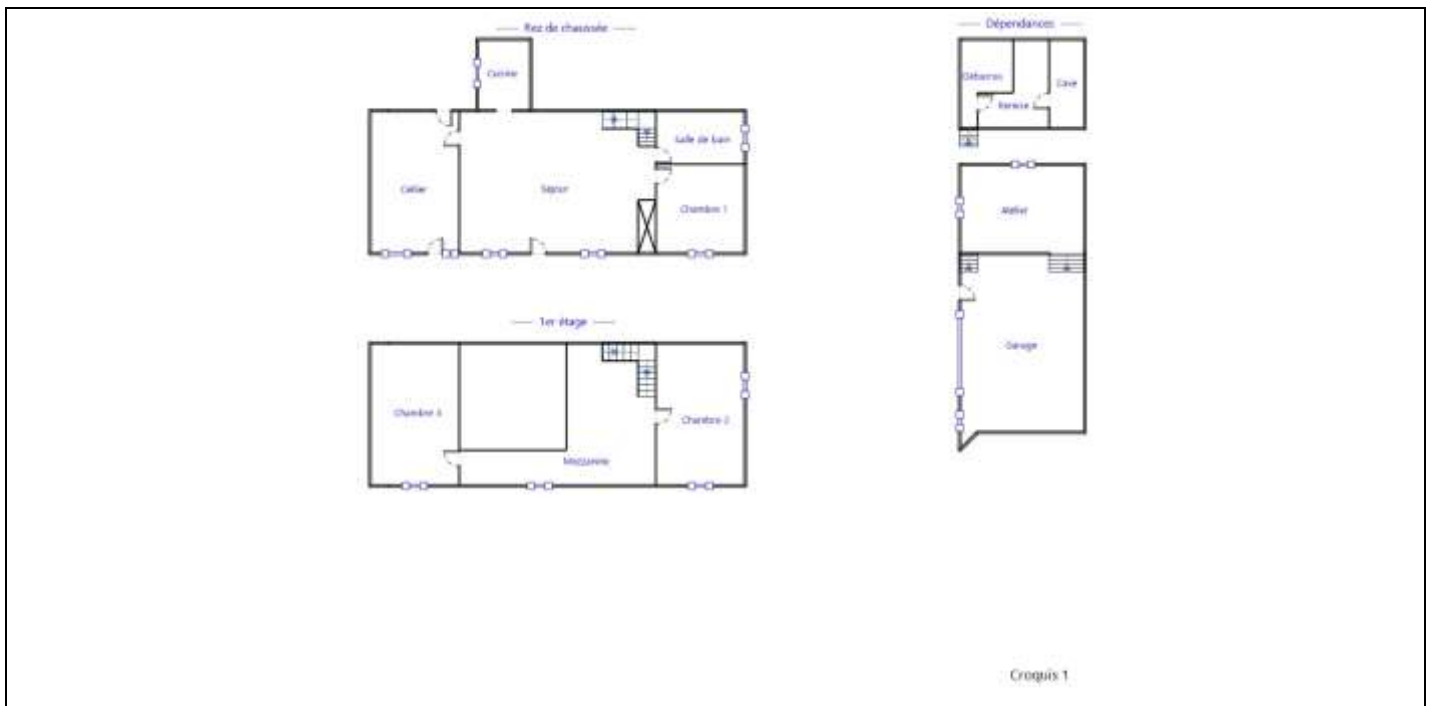 Rez de chaussée
Cuisine
Cellier
Séjour
Salle de bain
Chambre 1
1er étage
Chambre 3
Mezzanine
Chambre 2
Dépendances
Débarras
Remise
Cave
Atelier
Garage
Croquis 1